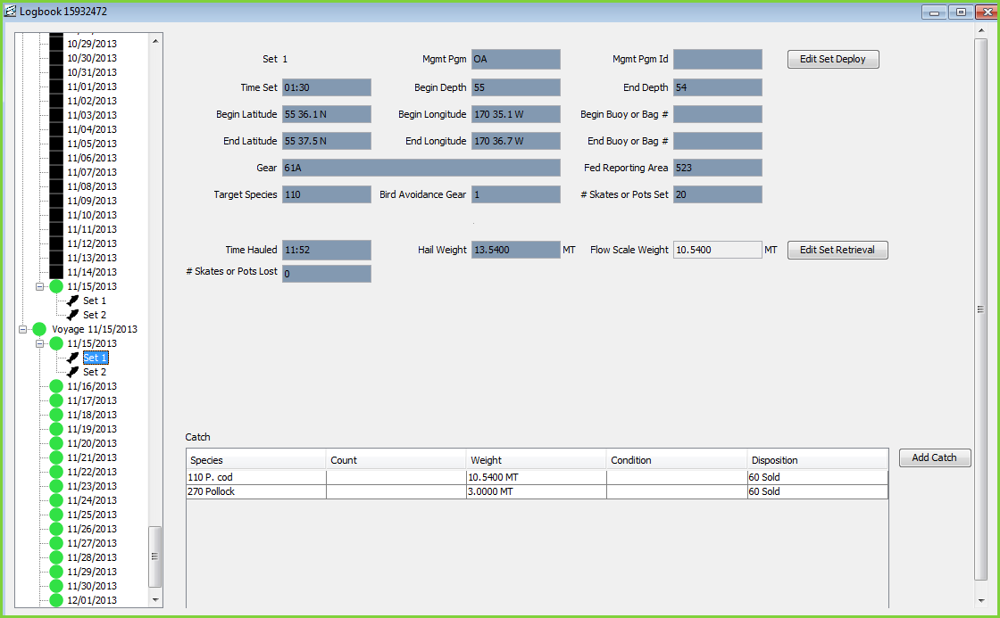 Logbook 15932472
10/29/2013
10/30/2013
10/31/2013
11/01/2013
11/02/2013
11/03/2013
11/04/2013
11/05/2013
11/06/2013
11/07/2013
11/08/2013
11/09/2013
11/10/2013
11/11/2013
11/12/2013
11/13/2013
11/14/2013
11/15/2013
Set 1
Set 2
Voyage 11/15/2013
11/15/2013
Set 1
Set 2
11/16/2013
11/17/2013
11/18/2013
11/19/2013
11/20/2013
11/21/2013
11/22/2013
11/23/2013
11/24/2013
11/25/2013
11/26/2013
11/27/2013
11/28/2013
11/29/2013
11/30/2013
12/01/2013
Set 1 Mgmt Pgm OA Mgmt Pgm Id Edit Set Deploy
Time Set 01:30 Begin Depth 55 End Depth 54
Begin Latitude 55 36.1 N Begin Longitude 170 35.1 W Begin Buoy or Bag #
End Latitude 55 37.5 N End Longitude 170 36.7 W End Buoy or Bag #
Gear 61A Fed Reporting Area 523
Target Species 110 Bird Avoidance Gear 1 # Skates or Pots Set 20
Time Hauled 11:52 Hail Weight 13.5400 MT Flow Scale Weight 10.5400 MT Edit Set Retrieval
# Skates or Pots Lost 0
Catch
Species Count Weight Condition Disposition Add Catch
110 P. cod 10.5400 MT 60 Sold
270 Pollock 3.0000 MT 60 Sold